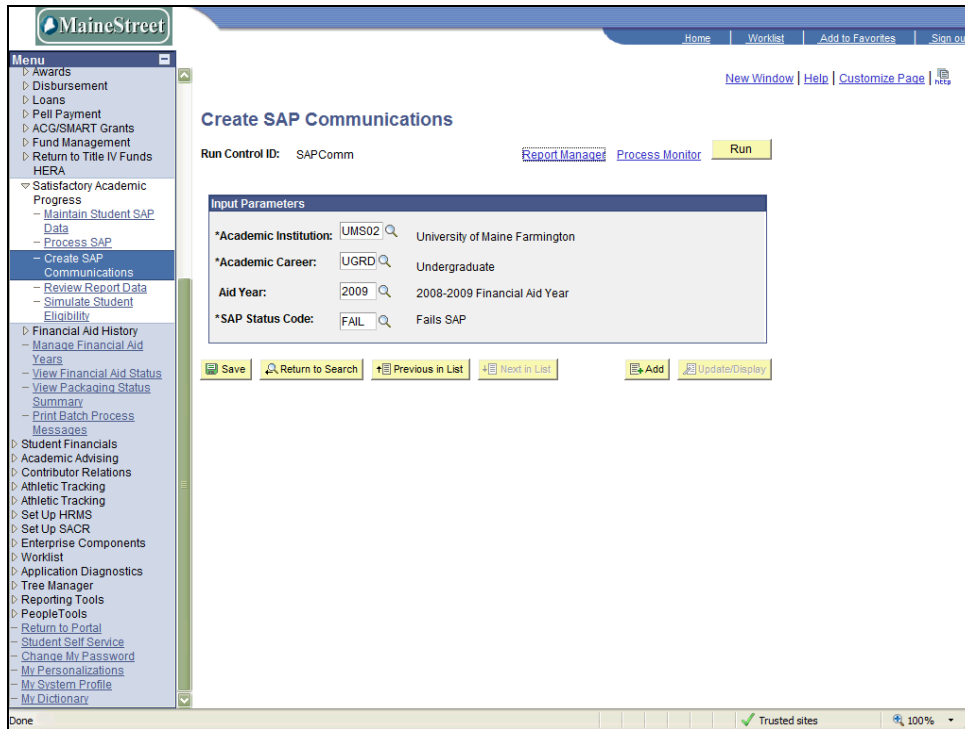 MaineStreet
Home Worklist Add to Favorites Sign ou
Menu
Awards
Disbursement
Loans
Pell Payment
ACG/SMART Grants
Fund Management
Return to Title IV Funds
HERA
Satisfactory Academic
Progress
Maintain Student SAP
Data
Process SAP
Create SAP
Communications
Review Report Data
Simulate Student
Eligibility
Financial Aid History
Manage Financial Aid
Years
View Financial Aid Status
View Packaging Status
Summary
Print Batch Process
Messages
Student Financials
Academic Advising
Contributor Relations
Athletic Tracking
Athletic Tracking
Set Up HRMS
Set Up SACR
Enterprise Components
Worklist
Application Diagnostics
Tree Manager
Reporting Tools
PeopleTools
Return to Portal
Student Self Service
Change My Password
My Personalizations
My System Profile
My Dictionary
New Window | Help | Customize Page | http
Create SAP Communications
Run Control ID: SAPComm Report Manager Process Monitor Run
Input Parameters
*Academic Institution: UMS02 University of Maine Farmington
*Academic Career: UGRD Undergraduate
Aid Year: 2009 2008-2009 Financial Aid Year
*SAP Status Code: FAIL Fails SAP
Save Return to Search Previous in List Next in List Add Update/Display
Done Trusted sites 100%